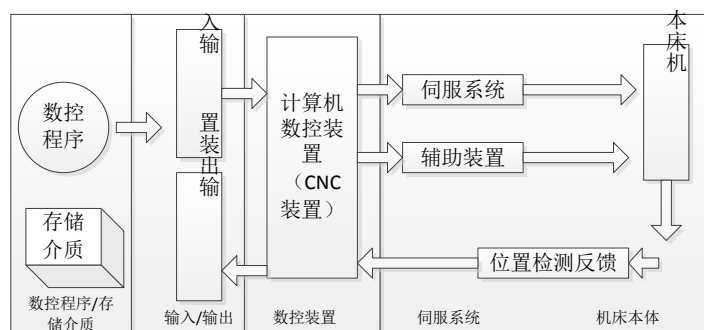 入输
本床机
数控
程序
置装出输
计算机
数控装
置
（CNC
装置）
伺服系统
辅助装置
存储
介质
位置检测反馈
数控程序/存
储介质
输入/输出
数控装置
伺服系统
机床本体